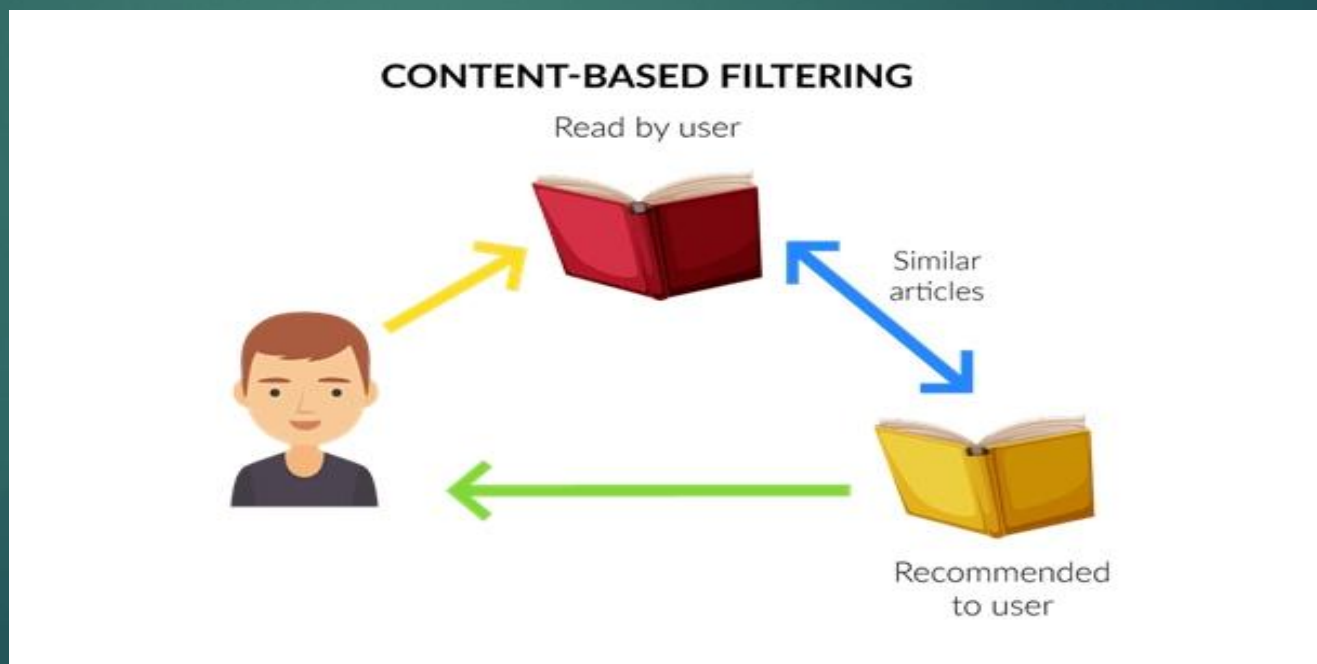 CONTENT-BASED FILTERING
Read by user
Similar
articles
Recommended
to user